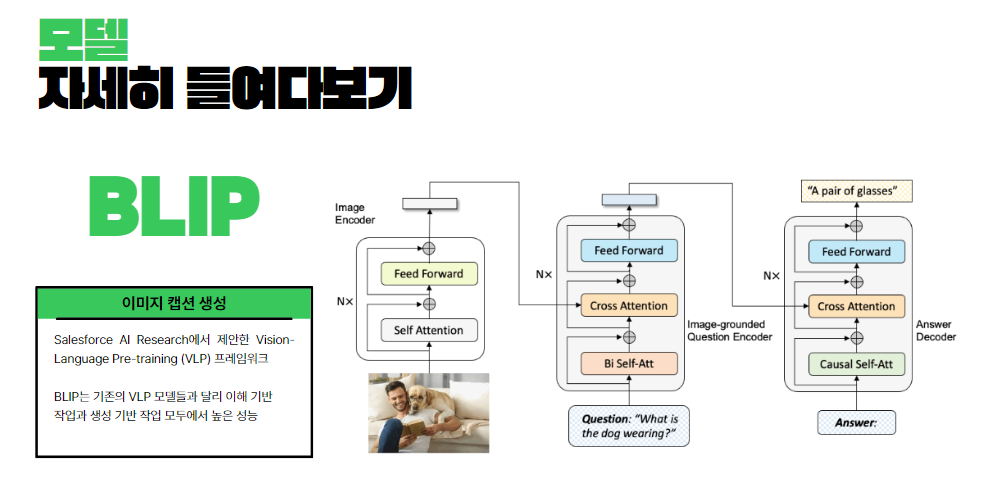 모델
자세히 들여다보기
BLIP
이미지 캡션 생성
Salesforce AI Research에서 제안한 Vision-
Language Pre-training (VLP) 프레임워크
BLIP는 기존의 VLP 모델들과 달리 이해 기반
작업과 생성 기반 작업 모두에서 높은 성능
Image
Encoder
N×
Feed Forward
Self Attention
N×
Feed Forward
Cross Attention
Bi Self-Att
Image-grounded
Question Encoder
Question: “What is
the dog wearing?”
“A pair of glasses”
N×
Feed Forward
Cross Attention
Causal Self-Att
Answer
Decoder
Answer: